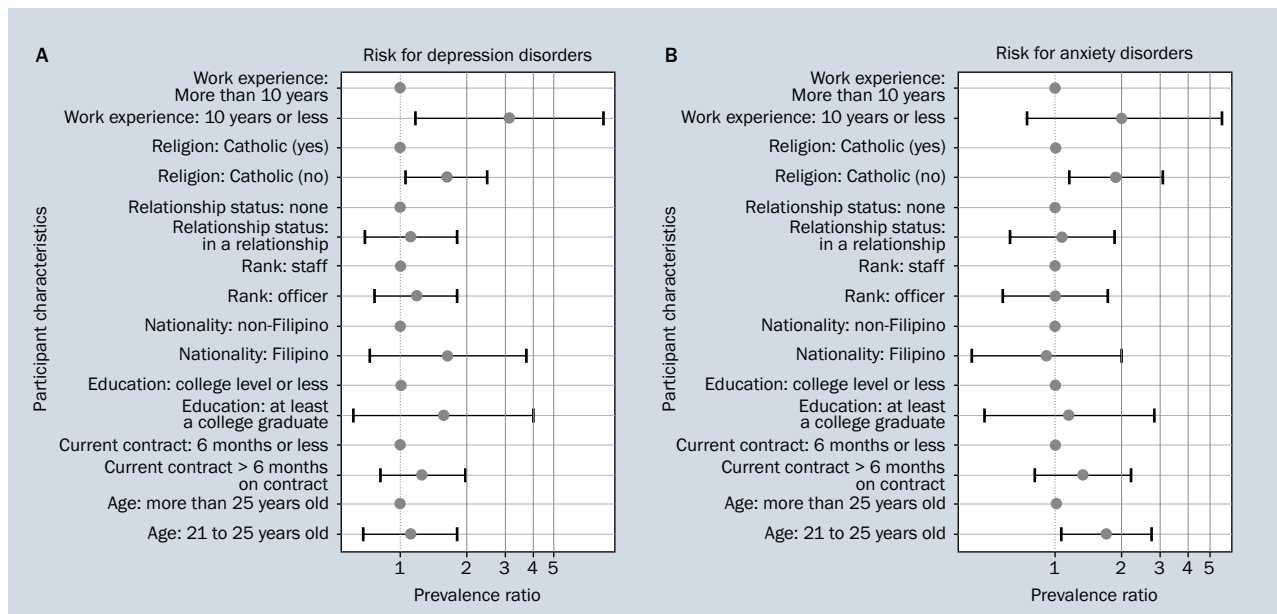 A
Risk for depression disorders
Participant characteristics
Work experience:
More than 10 years
Work experience: 10 years or less
Religion: Catholic (yes)
Religion: Catholic (no)
Relationship status: none
Relationship status:
in a relationship
Rank: staff
Rank: officer
Nationality: non-Filipino
Nationality: Filipino
Education: college level or less
Education: at least
a college graduate
Current contract: 6 months or less
Current contract > 6 months
on contract
Age: more than 25 years old
Age: 21 to 25 years old
1 2 3 4 5
Prevalence ratio
B
Risk for anxiety disorders
Participant characteristics
Work experience:
More than 10 years
Work experience: 10 years or less
Religion: Catholic (yes)
Religion: Catholic (no)
Relationship status: none
Relationship status:
in a relationship
Rank: staff
Rank: officer
Nationality: non-Filipino
Nationality: Filipino
Education: college level or less
Education: at least
a college graduate
Current contract: 6 months or less
Current contract > 6 months
on contract
Age: more than 25 years old
Age: 21 to 25 years old
1 2 3 4 5
Prevalence ratio